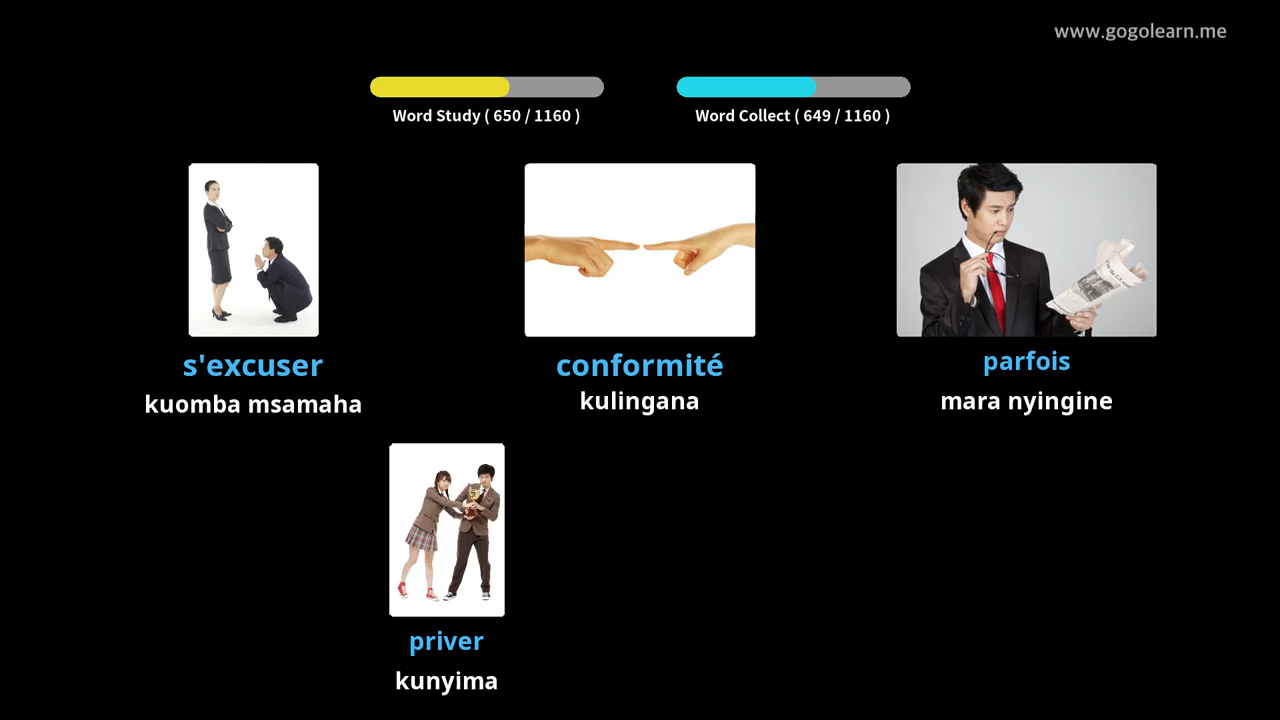 www.gogolearn.me
Word Study ( 650 / 1160 )
Word Collect ( 649 / 1160 )
s'excuser
kuomba msamaha
conformité
kulingana
parfois
mara nyingine
priver
kunyima